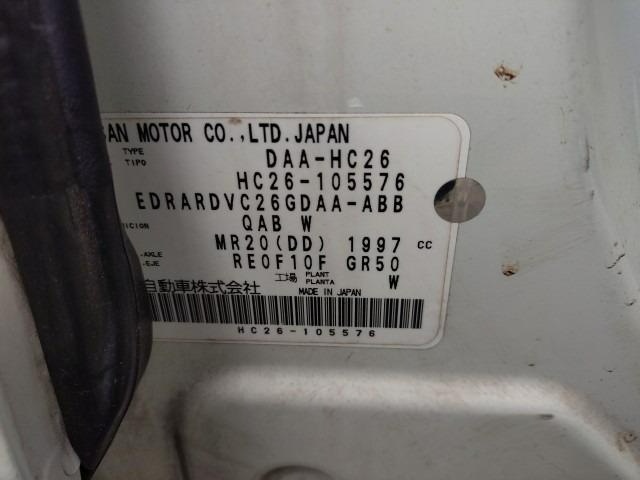 SAN MOTOR CO.,LTD.JAPAN
TYPE
TIPO
DAA-HC26
HC26-105576
EDRARDVC26GDAA-ABB
ICION
QAB W
MR20(DD) 1997 CC
-AXLE
-EJE
RE0F10F GR50
工場 PLANT
PLANTA W
自動車株式会社 MADE IN JAPAN
HC26-105576